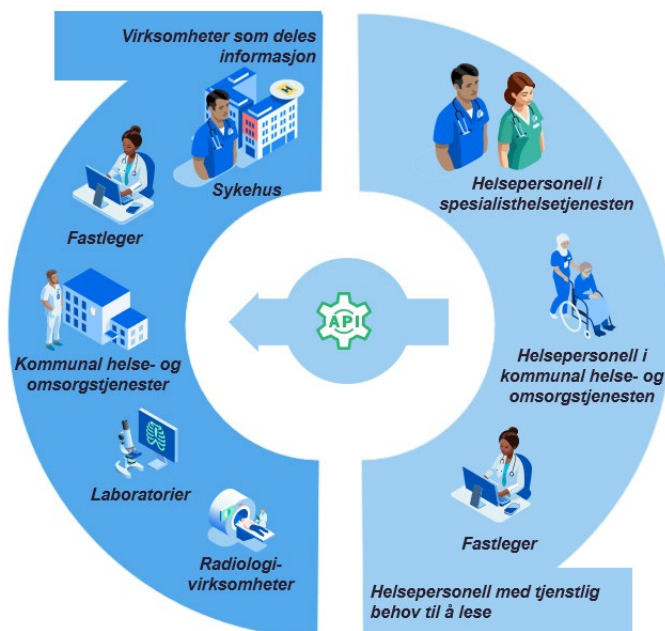 Virksomheter som deles
informasjon
Sykehus
Fastleger
Kommunal helse- og
omsorgstjenester
Laboratorier
Radiologi-
virksomheter
API
Helsepersonell i
spesialisthelsetjenesten
Helsepersonell i
kommunal helse- og
omsorgstjenesten
Fastleger
Helsepersonell med tjenstlig
behov til å lese